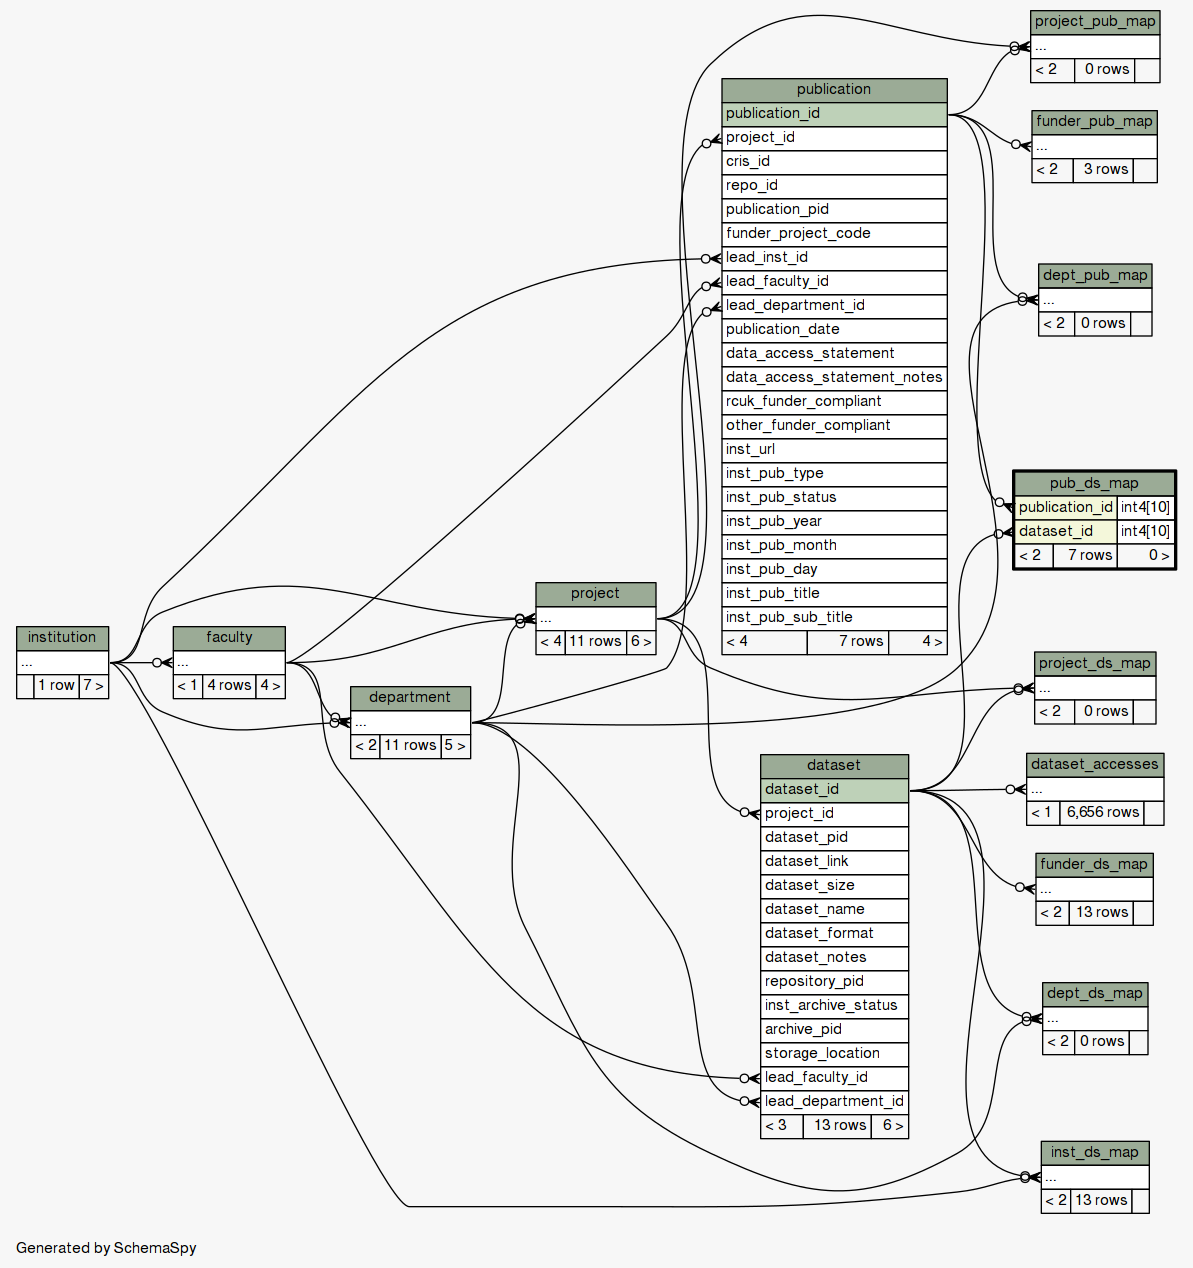 project_pub_map
...
< 2 0 rows
publication
publication_id
project_id
cris_id
repo_id
publication_pid
funder_project_code
lead_inst_id
lead_faculty_id
lead_department_id
publication_date
data_access_statement
data_access_statement_notes
rcuk_funder_compliant
other_funder_compliant
inst_url
inst_pub_type
inst_pub_status
inst_pub_year
inst_pub_month
inst_pub_day
inst_pub_title
inst_pub_sub_title
< 4 7 rows 4 >
funder_pub_map
...
< 2 3 rows
dept_pub_map
...
< 2 0 rows
pub_ds_map
publication_id int4[10]
dataset_id int4[10]
< 2 7 rows 0 >
project
...
< 4 11 rows 6 >
institution
...
1 row 7 >
faculty
...
< 1 4 rows 4 >
department
...
< 2 11 rows 5 >
project_ds_map
...
< 2 0 rows
dataset
dataset_id
project_id
dataset_pid
dataset_link
dataset_size
dataset_name
dataset_format
dataset_notes
repository_pid
inst_archive_status
archive_pid
storage_location
lead_faculty_id
lead_department_id
< 3 13 rows 6 >
dataset_accesses
...
< 1 6,656 rows
funder_ds_map
...
< 2 13 rows
dept_ds_map
...
< 2 0 rows
inst_ds_map
...
< 2 13 rows
Generated by SchemaSpy